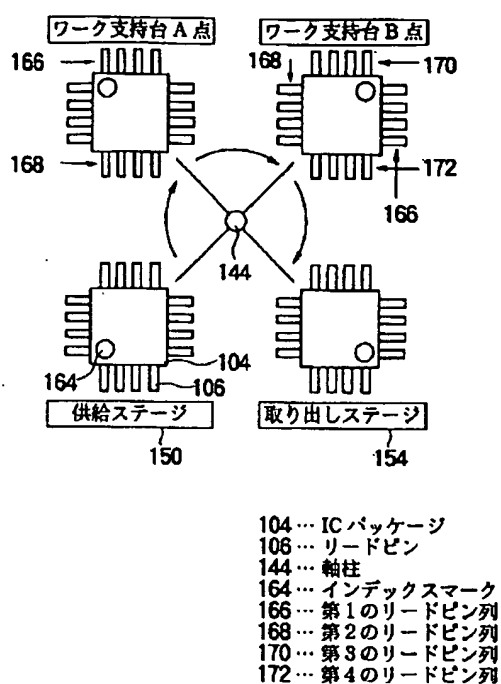 ワーク支持台A点
ワーク支持台B点
166
168
170
168
172
166
144
164
104
106
供給ステージ
取り出しステージ
150
154
104… ICパッケージ
106… リードピン
144… 軸柱
164… インデックスマーク
166… 第1のリードピン列
168… 第2のリードピン列
170… 第3のリードピン列
172… 第4のリードピン列